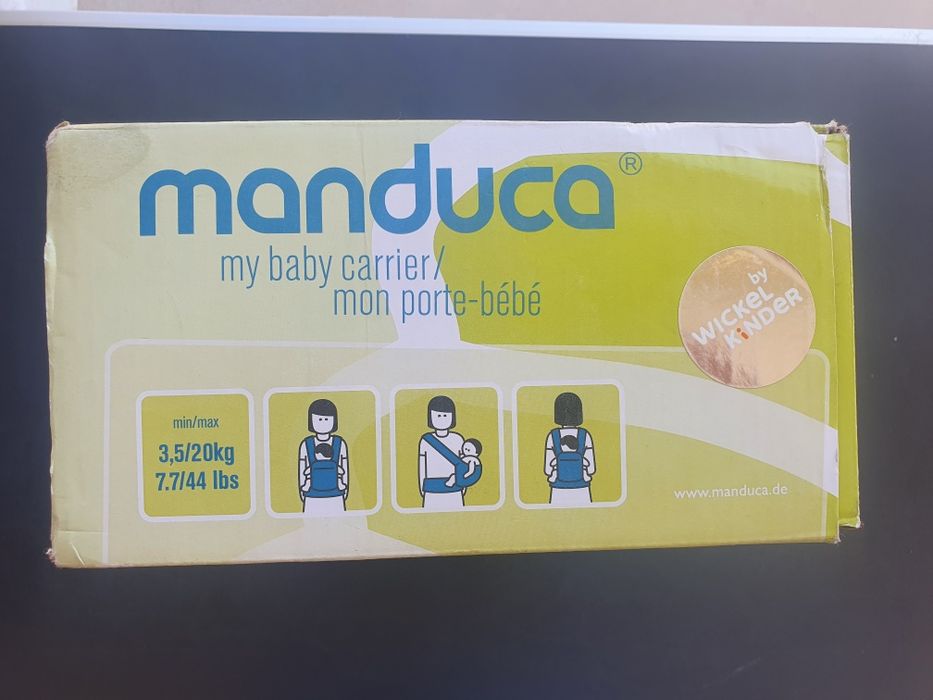 manduca®
my baby carrier/
mon porte-bébé
by
WICKEL
KiNDER
min/max
3,5/20kg
7.7/44 lbs
www.manduca.de